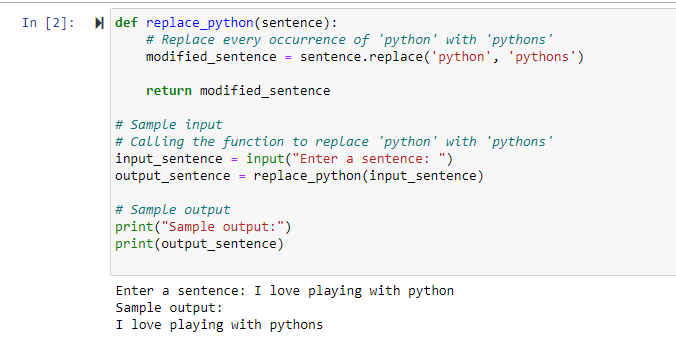 In [2]: def replace_python(sentence):
    # Replace every occurrence of 'python' with 'pythons'
    modified_sentence = sentence.replace('python', 'pythons')

    return modified_sentence

# Sample input
# Calling the function to replace 'python' with 'pythons'
input_sentence = input("Enter a sentence: ")
output_sentence = replace_python(input_sentence)

# Sample output
print("Sample output:")
print(output_sentence)

Enter a sentence: I love playing with python
Sample output:
I love playing with pythons